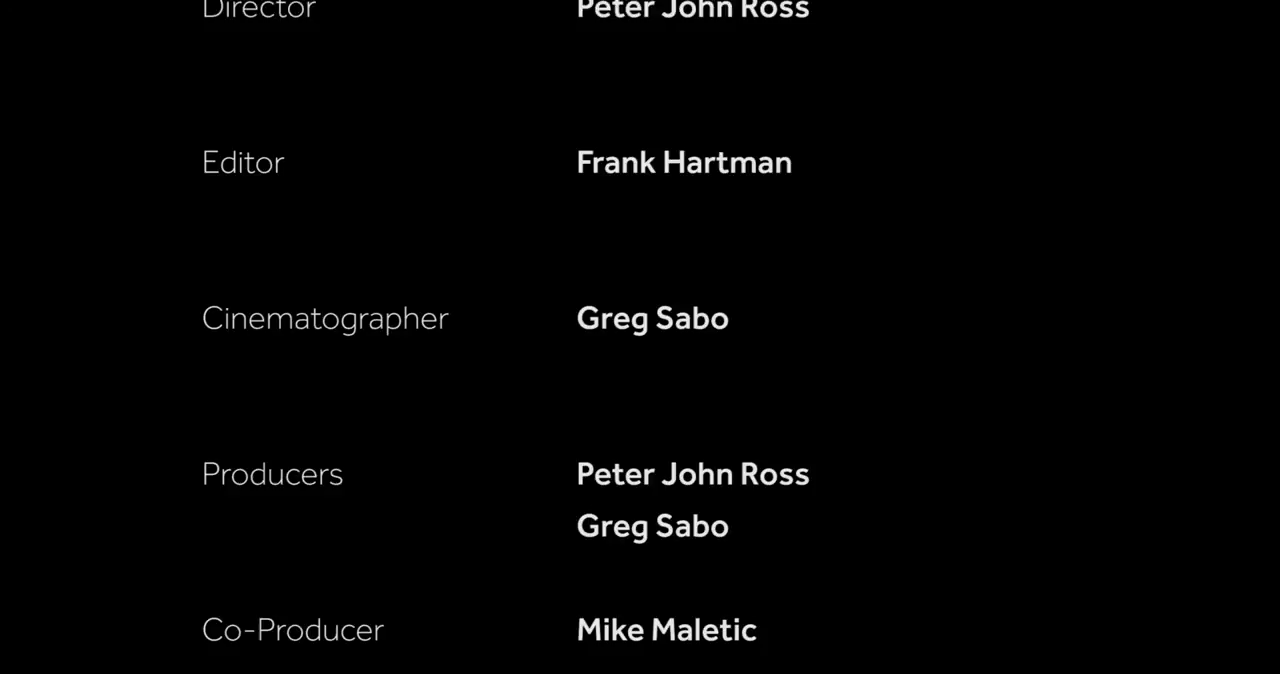 Director Peter John Ross
Editor Frank Hartman
Cinematographer Greg Sabo
Producers Peter John Ross
Greg Sabo
Co-Producer Mike Maletic